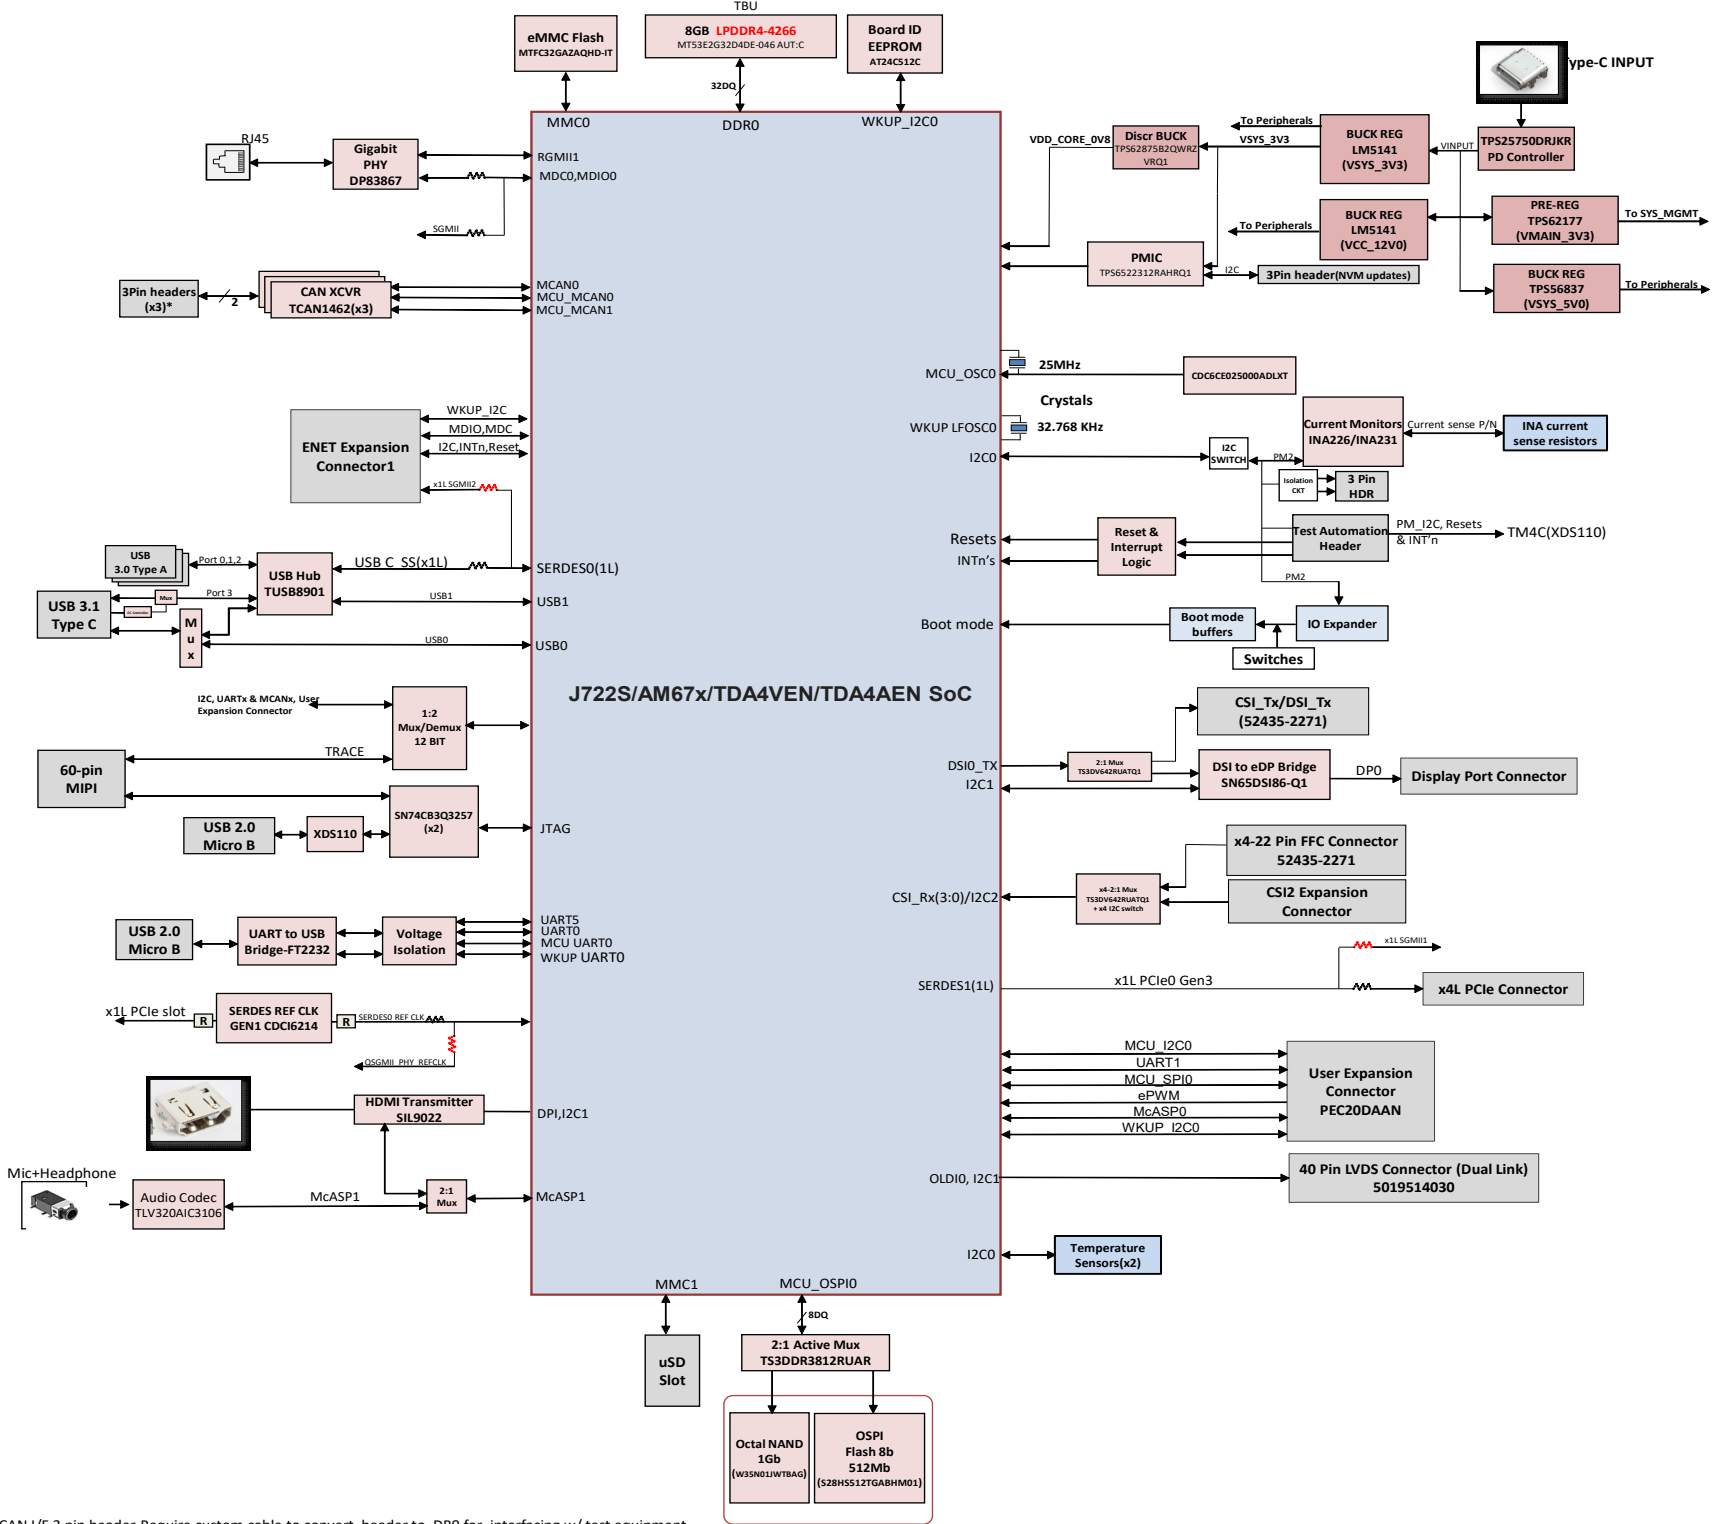 TBU
eMMC Flash
MTFC32GAZAQHD-IT
8GB LPDDR4-4266
MT53E2G32D4DE-046 AUT:C
Board ID
EEPROM
AT24C512C
32DQ
MMC0
DDR0
WKUP_I2C0
ype-C INPUT
RJ45
Gigabit
PHY
DP83867
RGMII1
MDC0,MDIO0
SGMII
To Peripherals
VDD_CORE_0V8
VSYS_3V3
Discr BUCK
TPS62875B2QWRZ
VRQ1
BUCK REG
LM5141
(VSYS_3V3)
VINPUT
TPS25750DRJKR
PD Controller
To Peripherals
BUCK REG
LM5141
(VCC_12V0)
PRE-REG
TPS62177
(VMAIN_3V3)
To SYS_MGMT
PMIC
TPS6522312RAHRQ1
I2C
3Pin header(NVM updates)
BUCK REG
TPS56837
(VSYS_5V0)
To Peripherals
3Pin headers
(x3)*
2
CAN XCVR
TCAN1462(x3)
MCAN0
MCU_MCAN0
MCU_MCAN1
MCU_OSC0
25MHz
CDC6CE025000ADLXT
Crystals
WKUP LFOSC0
32.768 KHz
I2C0
I2C
SWITCH
PM2
Current Monitors
INA226/INA231
Current sense P/N
INA current
sense resistors
Isolation
CKT
3 Pin
HDR
ENET Expansion
Connector1
WKUP_I2C
MDIO,MDC
I2C,INTn,Reset
x1L SGMII2
Resets
INTn's
Reset &
Interrupt
Logic
Test Automation
Header
PM_I2C, Resets
& INT'n
TM4C(XDS110)
PM2
USB
3.0 Type A
Port 0,1,2
USB Hub
TUSB8901
USB C_SS(x1L)
SERDES0(1L)
USB 3.1
Type C
Mux
Port 3
USB1
USB1
M
u
x
USB0
USB0
Boot mode
Boot mode
buffers
IO Expander
Switches
J722S/AM67x/TDA4VEN/TDA4AEN SoC
I2C, UARTx & MCANx, User
Expansion Connector
1:2
Mux/Demux
12 BIT
TRACE
60-pin
MIPI
SN74CB3Q3257
(x2)
JTAG
USB 2.0
Micro B
XDS110
CSI_Tx/DSI_Tx
(52435-2271)
DSI0_TX
I2C1
2:1 Mux
TS3DV642RUATQ1
DSI to eDP Bridge
SN65DSI86-Q1
DP0
Display Port Connector
x4-22 Pin FFC Connector
52435-2271
CSI_Rx(3:0)/I2C2
x4-2:1 Mux
TS3DV642RUATQ1
+ x4 I2C switch
CSI2 Expansion
Connector
USB 2.0
Micro B
UART to USB
Bridge-FT2232
Voltage
Isolation
UART5
UART0
MCU UART0
WKUP UART0
x1L SGMII1
SERDES1(1L)
x1L PCIe0 Gen3
x4L PCIe Connector
x1L PCIe slot
R
SERDES REF CLK
GEN1 CDCI6214
R
SERDES0 REF CLK
QSGMII_PHY_REFCLK
MCU_I2C0
UART1
MCU_SPI0
ePWM
McASP0
WKUP_I2C0
User Expansion
Connector
PEC20DAAN
HDMI Transmitter
SIL9022
DPI,I2C1
Mic+Headphone
Audio Codec
TLV320AIC3106
McASP1
2:1
Mux
McASP1
OLDI0, I2C1
40 Pin LVDS Connector (Dual Link)
5019514030
I2C0
Temperature
Sensors(x2)
MMC1
MCU_OSPI0
8DQ
uSD
Slot
2:1 Active Mux
TS3DDR3812RUAR
Octal NAND
1Gb
(W35N01JWTBAG)
OSPI
Flash 8b
512Mb
(S28HS512TGABHM01)